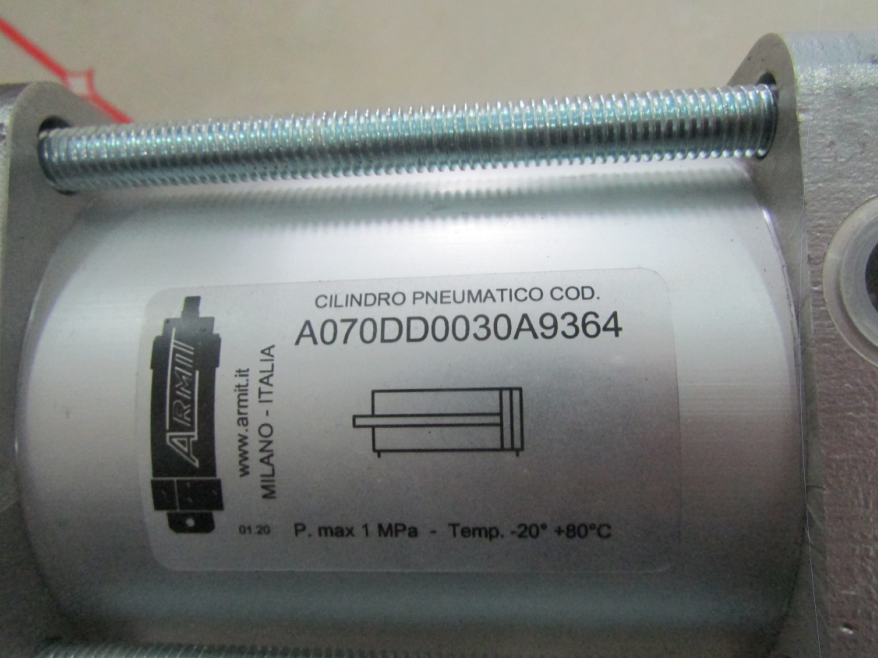 CILINDRO PNEUMATICO COD.
A070DD0030A9364
ARMIT
www.armit.it
MILANO - ITALIA
01.20 P. max 1 MPa - Temp. -20° +80°C